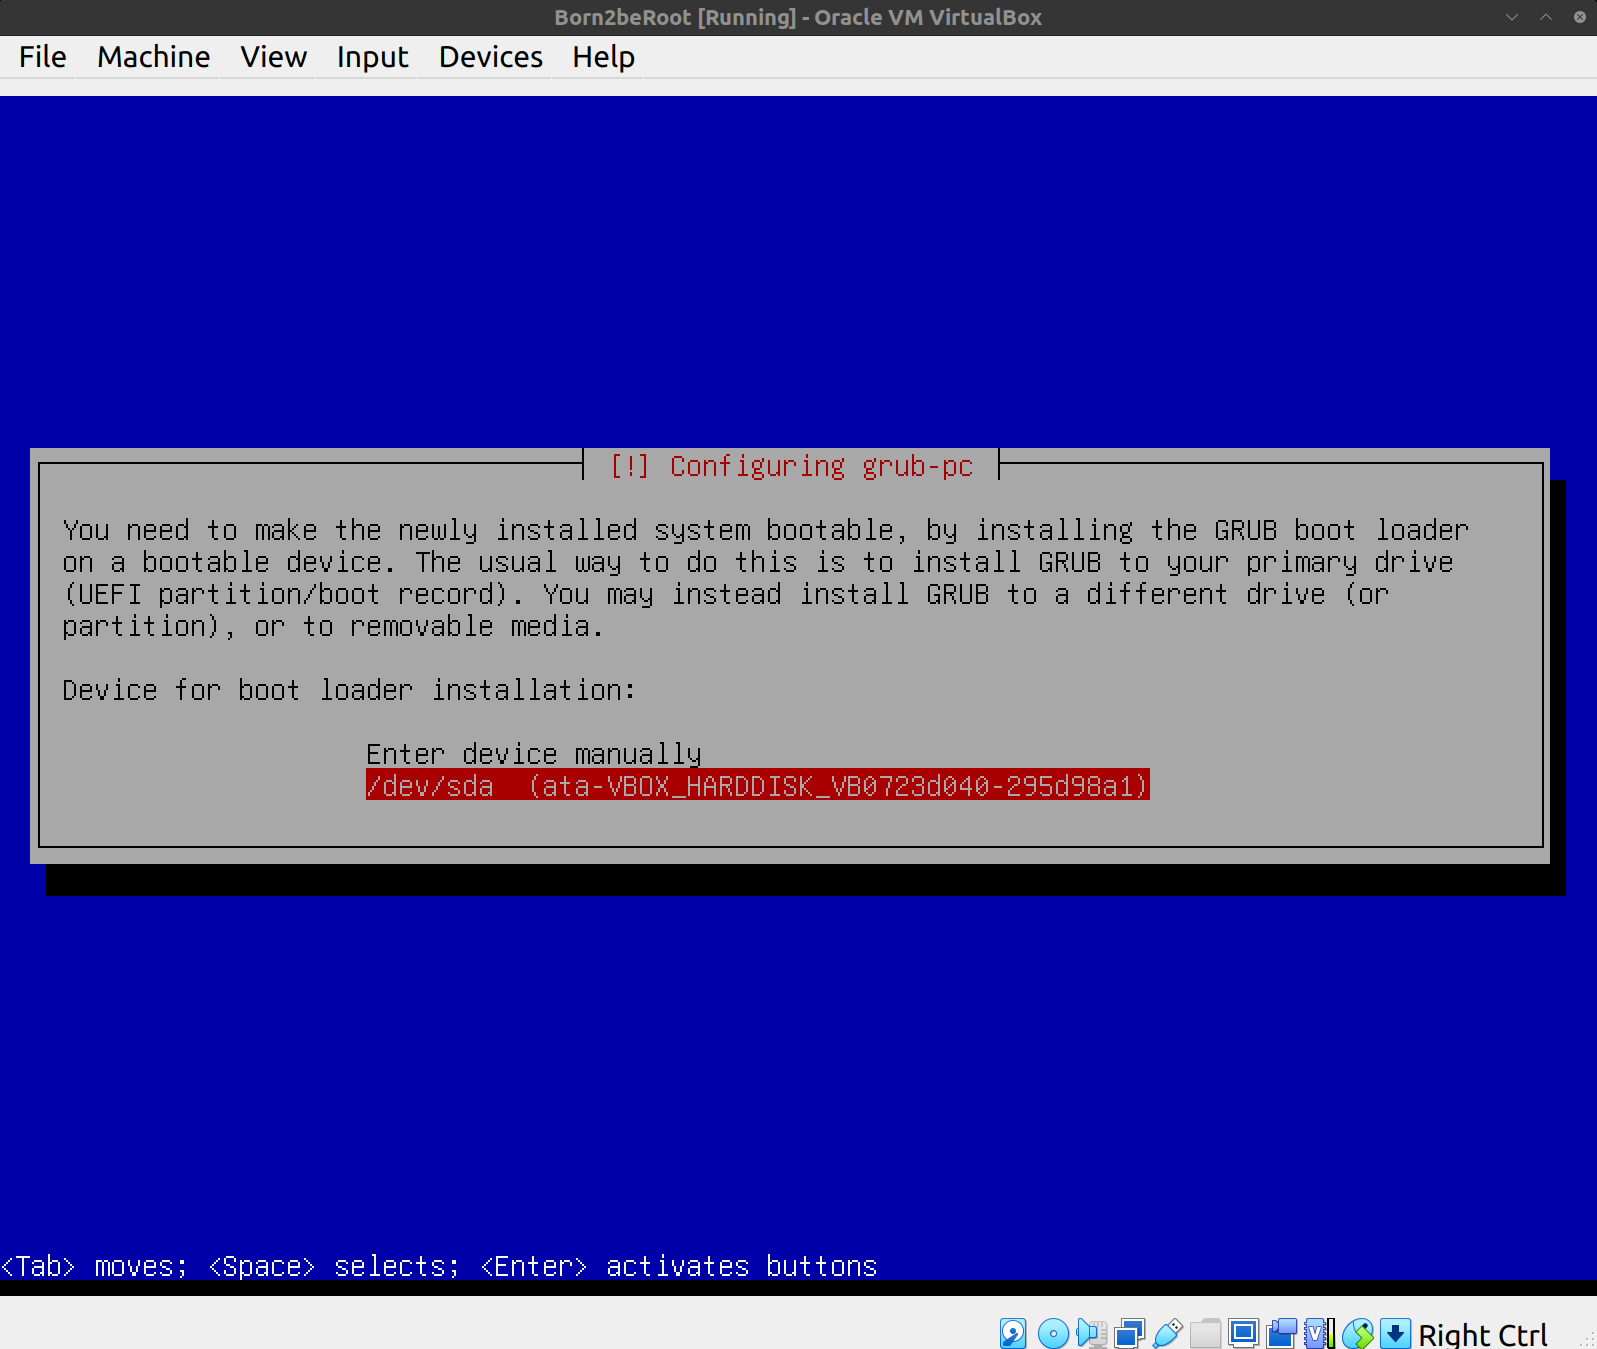 Born2beRoot [Running] - Oracle VM VirtualBox
File Machine View Input Devices Help
[!] Configuring grub-pc
You need to make the newly installed system bootable, by installing the GRUB boot loader
on a bootable device. The usual way to do this is to install GRUB to your primary drive
(UEFI partition/boot record). You may instead install GRUB to a different drive (or
partition), or to removable media.
Device for boot loader installation:
Enter device manually
/dev/sda (ata-VBOX_HARDDISK_VB0723d040-295d98a1)
<Tab> moves; <Space> selects; <Enter> activates buttons
Right Ctrl